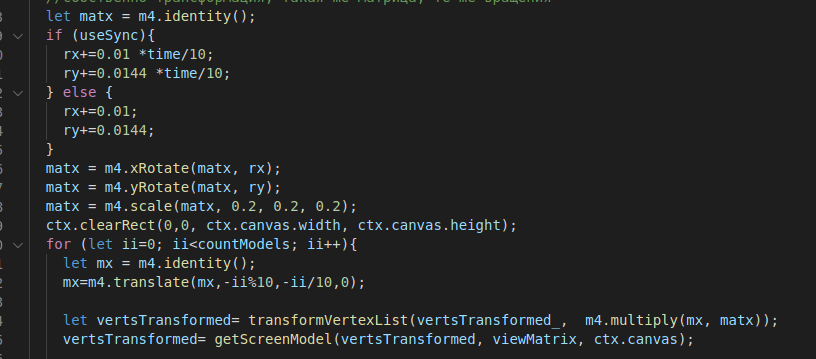 let matx = m4.identity();
if (useSync){
rx+=0.01 *time/10;
ry+=0.0144 *time/10;
} else {
rx+=0.01;
ry+=0.0144;
}
matx = m4.xRotate(matx, rx);
matx = m4.yRotate(matx, ry);
matx = m4.scale(matx, 0.2, 0.2, 0.2);
ctx.clearRect(0,0, ctx.canvas.width, ctx.canvas.height);
for (let ii=0; ii<countModels; ii++){
let mx = m4.identity();
mx=m4.translate(mx,-ii%10,-ii/10,0);
let vertsTransformed= transformVertexList(vertsTransformed_,  m4.multiply(mx, matx));
vertsTransformed= getScreenModel(vertsTransformed, viewMatrix, ctx.canvas);